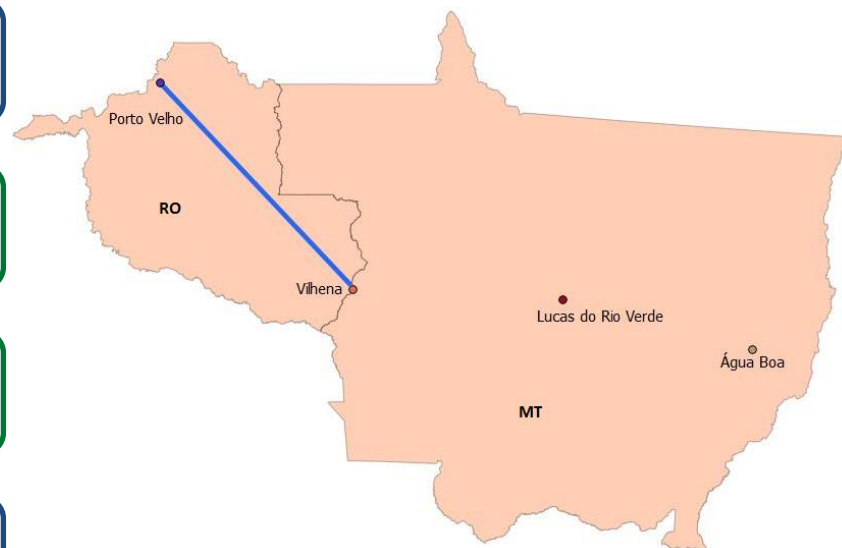 Porto Velho
RO
Vilhena
Lucas do Rio Verde
Água Boa
MT